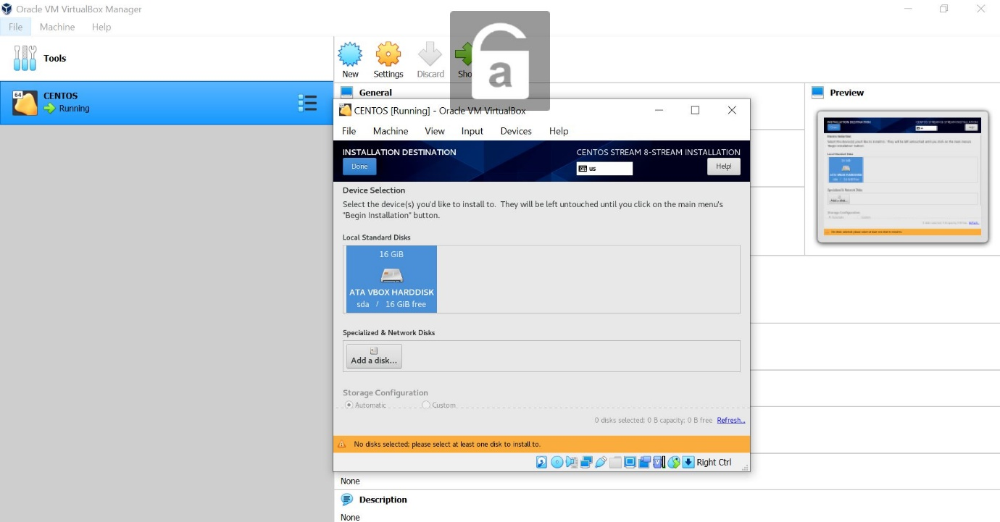 Oracle VM VirtualBox Manager
File Machine Help
Tools
New Settings Discard Sho
a
64
CENTOS
Running
General
Preview
CENTOS [Running] - Oracle VM VirtualBox
File Machine View Input Devices Help
INSTALLATION DESTINATION
CENTOS STREAM 8-STREAM INSTALLATION
Done
us
Help!
Device Selection
Select the device(s) you'd like to install to. They will be left untouched until you click on the main menu's
"Begin Installation" button.
Local Standard Disks
16 GiB
ATA VBOX HARDDISK
sda / 16 GiB free
Specialized & Network Disks
Add a disk...
Storage Configuration
Automatic Custom
0 disks selected; 0 B capacity; 0 B free Refresh...
No disks selected; please select at least one disk to install to.
Right Ctrl
None
Description
None